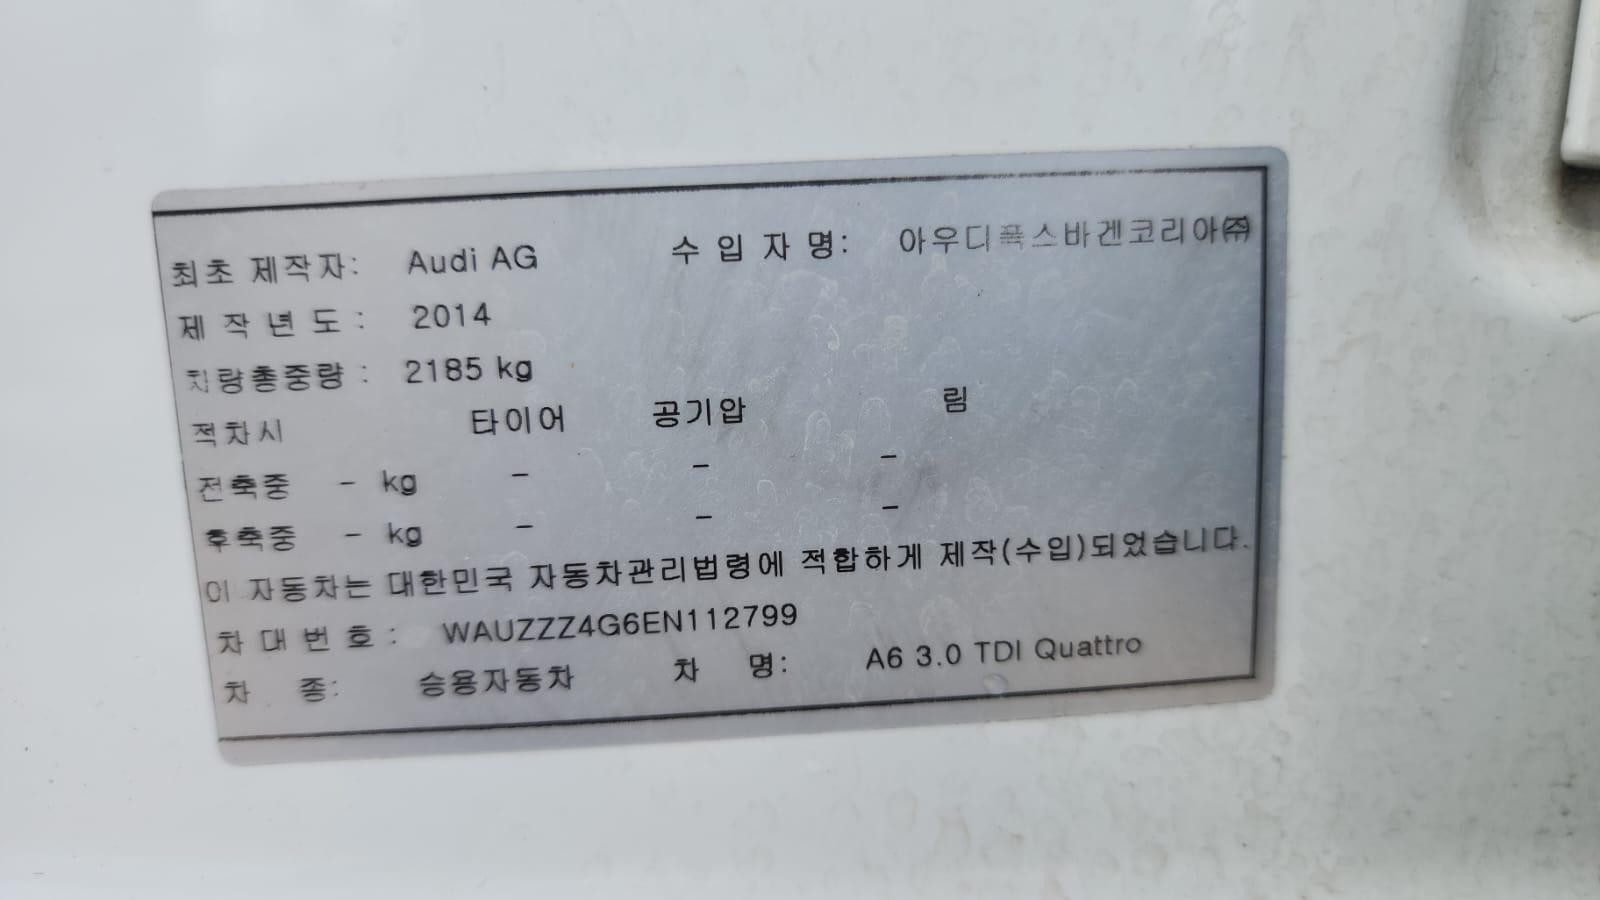 최초 제작자: Audi AG 수 입 자 명: 아우디폭스바겐코리아㈜
제 작 년 도 : 2014
차량총중량 : 2185 kg
적차시 타이어 공기압 림
전축중 - kg - - -
후축중 - kg - - -
이 자동차는 대한민국 자동차관리법령에 적합하게 제작(수입)되었습니다.
차 대 번 호 : WAUZZZ4G6EN112799
차 종: 승용자동차 차 명: A6 3.0 TDI Quattro